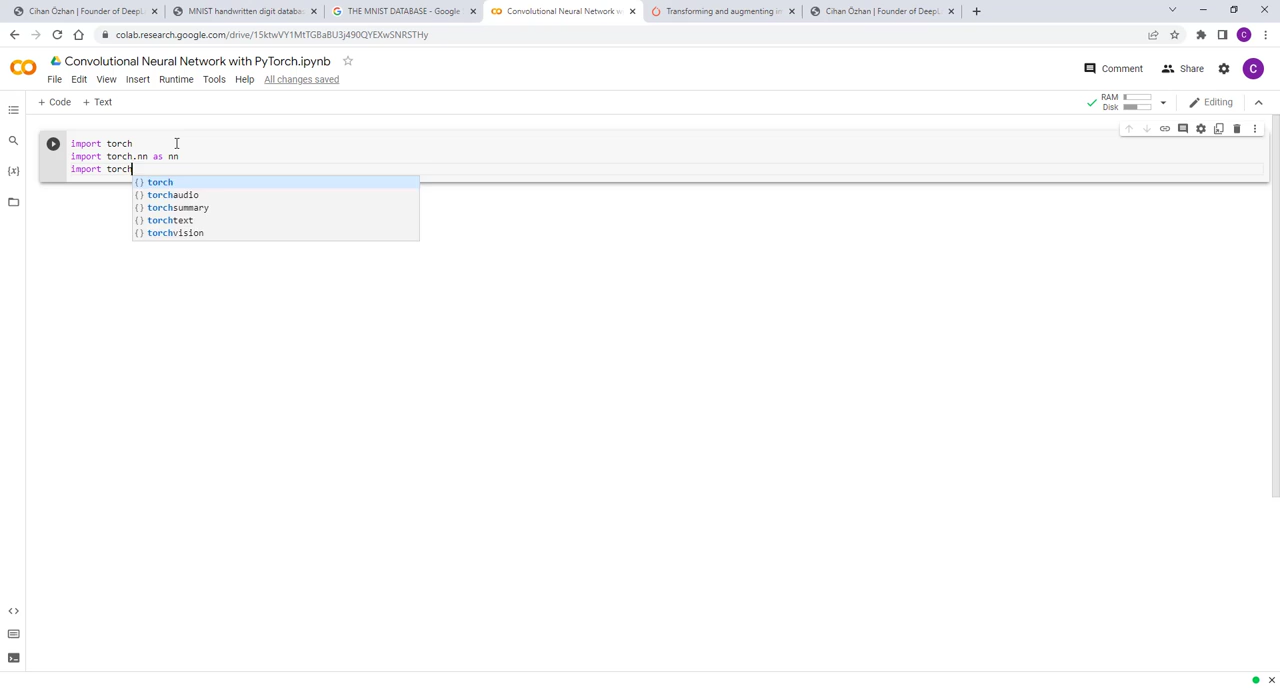 Cihan Özhan | Founder of DeepL
MNIST handwritten digit databa
THE MNIST DATABASE - Google
Convolutional Neural Network w
Transforming and augmenting in
Cihan Özhan | Founder of DeepL
colab.research.google.com/drive/15ktwVY1MtTGBaBU3j490QYEXwSNRSTHy
C
CO
Convolutional Neural Network with PyTorch.ipynb
File Edit View Insert Runtime Tools Help All changes saved
Comment
Share
C
+ Code + Text
RAM
Disk
Editing
import torch
import torch.nn as nn
import torch
{} torch
{} torchaudio
{} torchsummary
{} torchtext
{} torchvision
{x}
<>